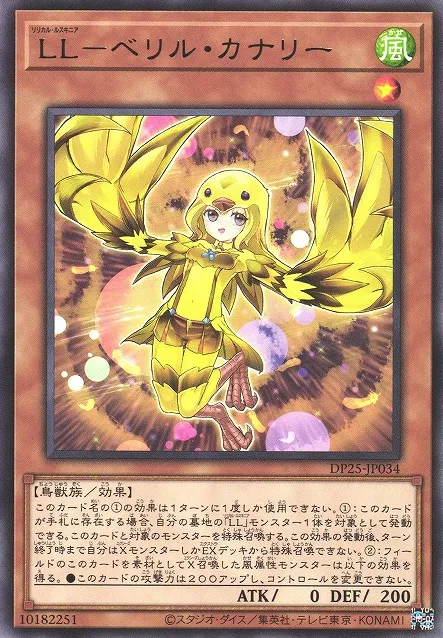 リリカル・ルスキニア
LL－ベリル・カナリー
かぜ
風
DP25-JP034
【鳥獣族／効果】
このカード名の①の効果は１ターンに１度しか使用できない。①：このカード
が手札に存在する場合、自分の墓地の「LL」モンスター１体を対象として発動
できる。このカードと対象のモンスターを特殊召喚する。この効果の発動後、ターン
終了時まで自分はXモンスターしかEXデッキから特殊召喚できない。②：フィー
ルドのこのカードを素材としてX召喚した風属性モンスターは以下の効果を
得る。●このカードの攻撃力は２００アップし、コントロールを変更できない。
ATK／ 0 DEF／ 200
10182251
©スタジオ・ダイス／集英社・テレビ東京・KONAMI